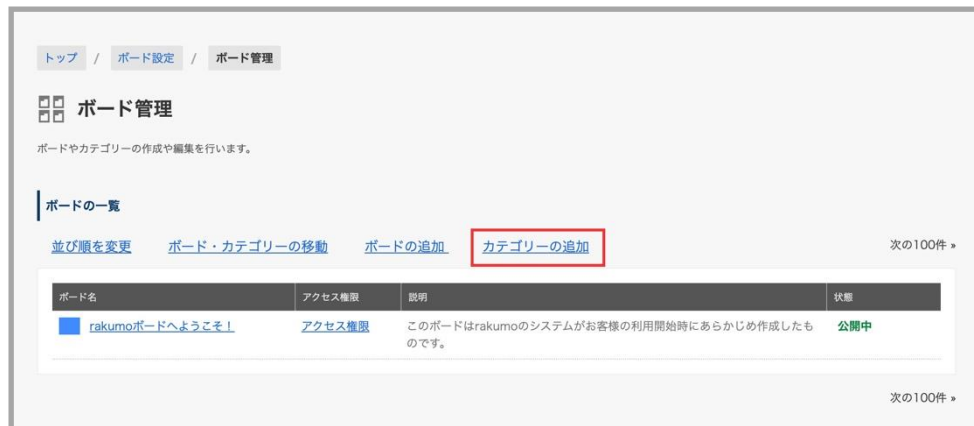 トップ / ボード設定 / ボード管理
ボード管理
ボードやカテゴリーの作成や編集を行います。
ボードの一覧
並び順を変更 ボード・カテゴリーの移動 ボードの追加 カテゴリーの追加 次の100件 »
ボード名 アクセス権限 説明 状態
rakumoボードへようこそ！ アクセス権限 このボードはrakumoのシステムがお客様の利用開始時にあらかじめ作成したも 公開中
のです。
次の100件 »